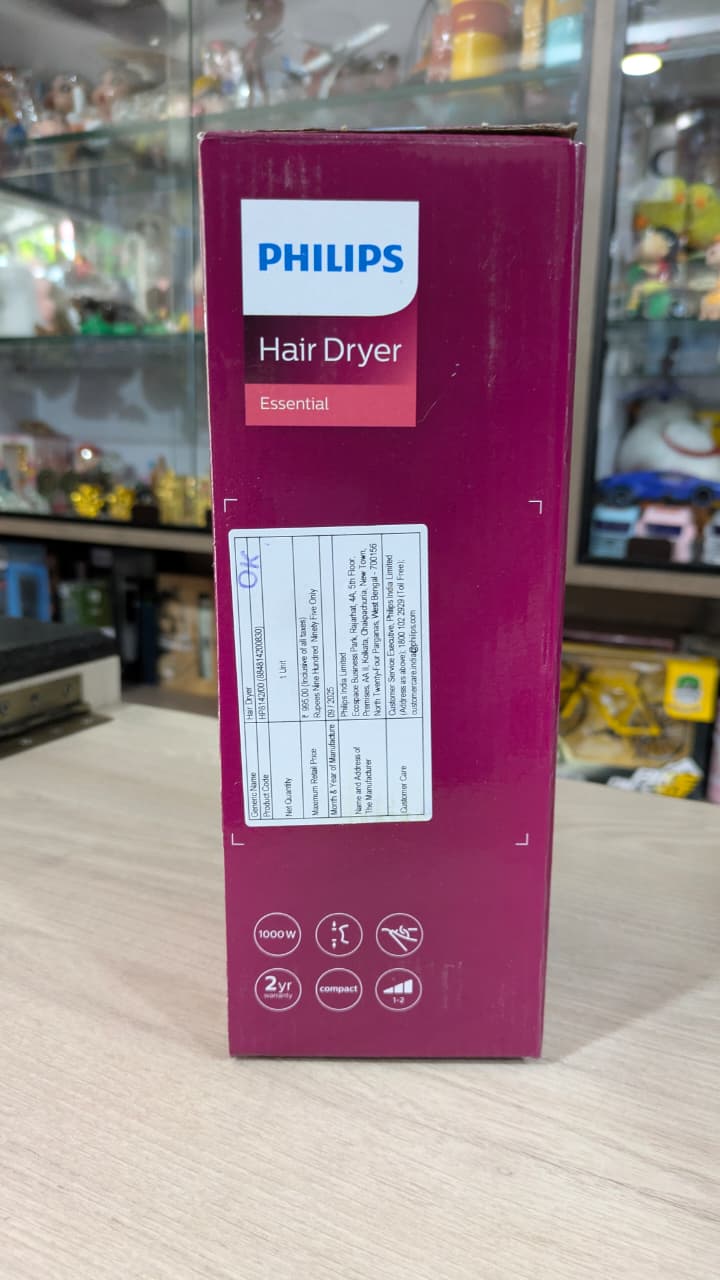 PHILIPS
Hair Dryer
Essential
OK
Generic Name Hair Dryer
Product Code HP814200 (884814200830)
Net Quantity 1 Unit
Maximum Retail Price ₹ 995.00 (Inclusive of all taxes)
Rupees Nine Hundred Ninety Five Only
Month & Year of Manufacture 09 / 2025
Name and Address of
The Manufacturer
Philips India Limited
Ecospace Business Park, Rajarhat, 4A, 5th Floor,
Premises, AA II, Kolkata, Chakpachuria, New Town,
North Twenty-Four Parganas, West Bengal - 700156
Customer Care
Customer Service Executive, Philips India Limited
(Address as above), 1800 102 2929 (Toll Free);
customercare.india@philips.com
1000 W
2yr
warranty
compact
1-2